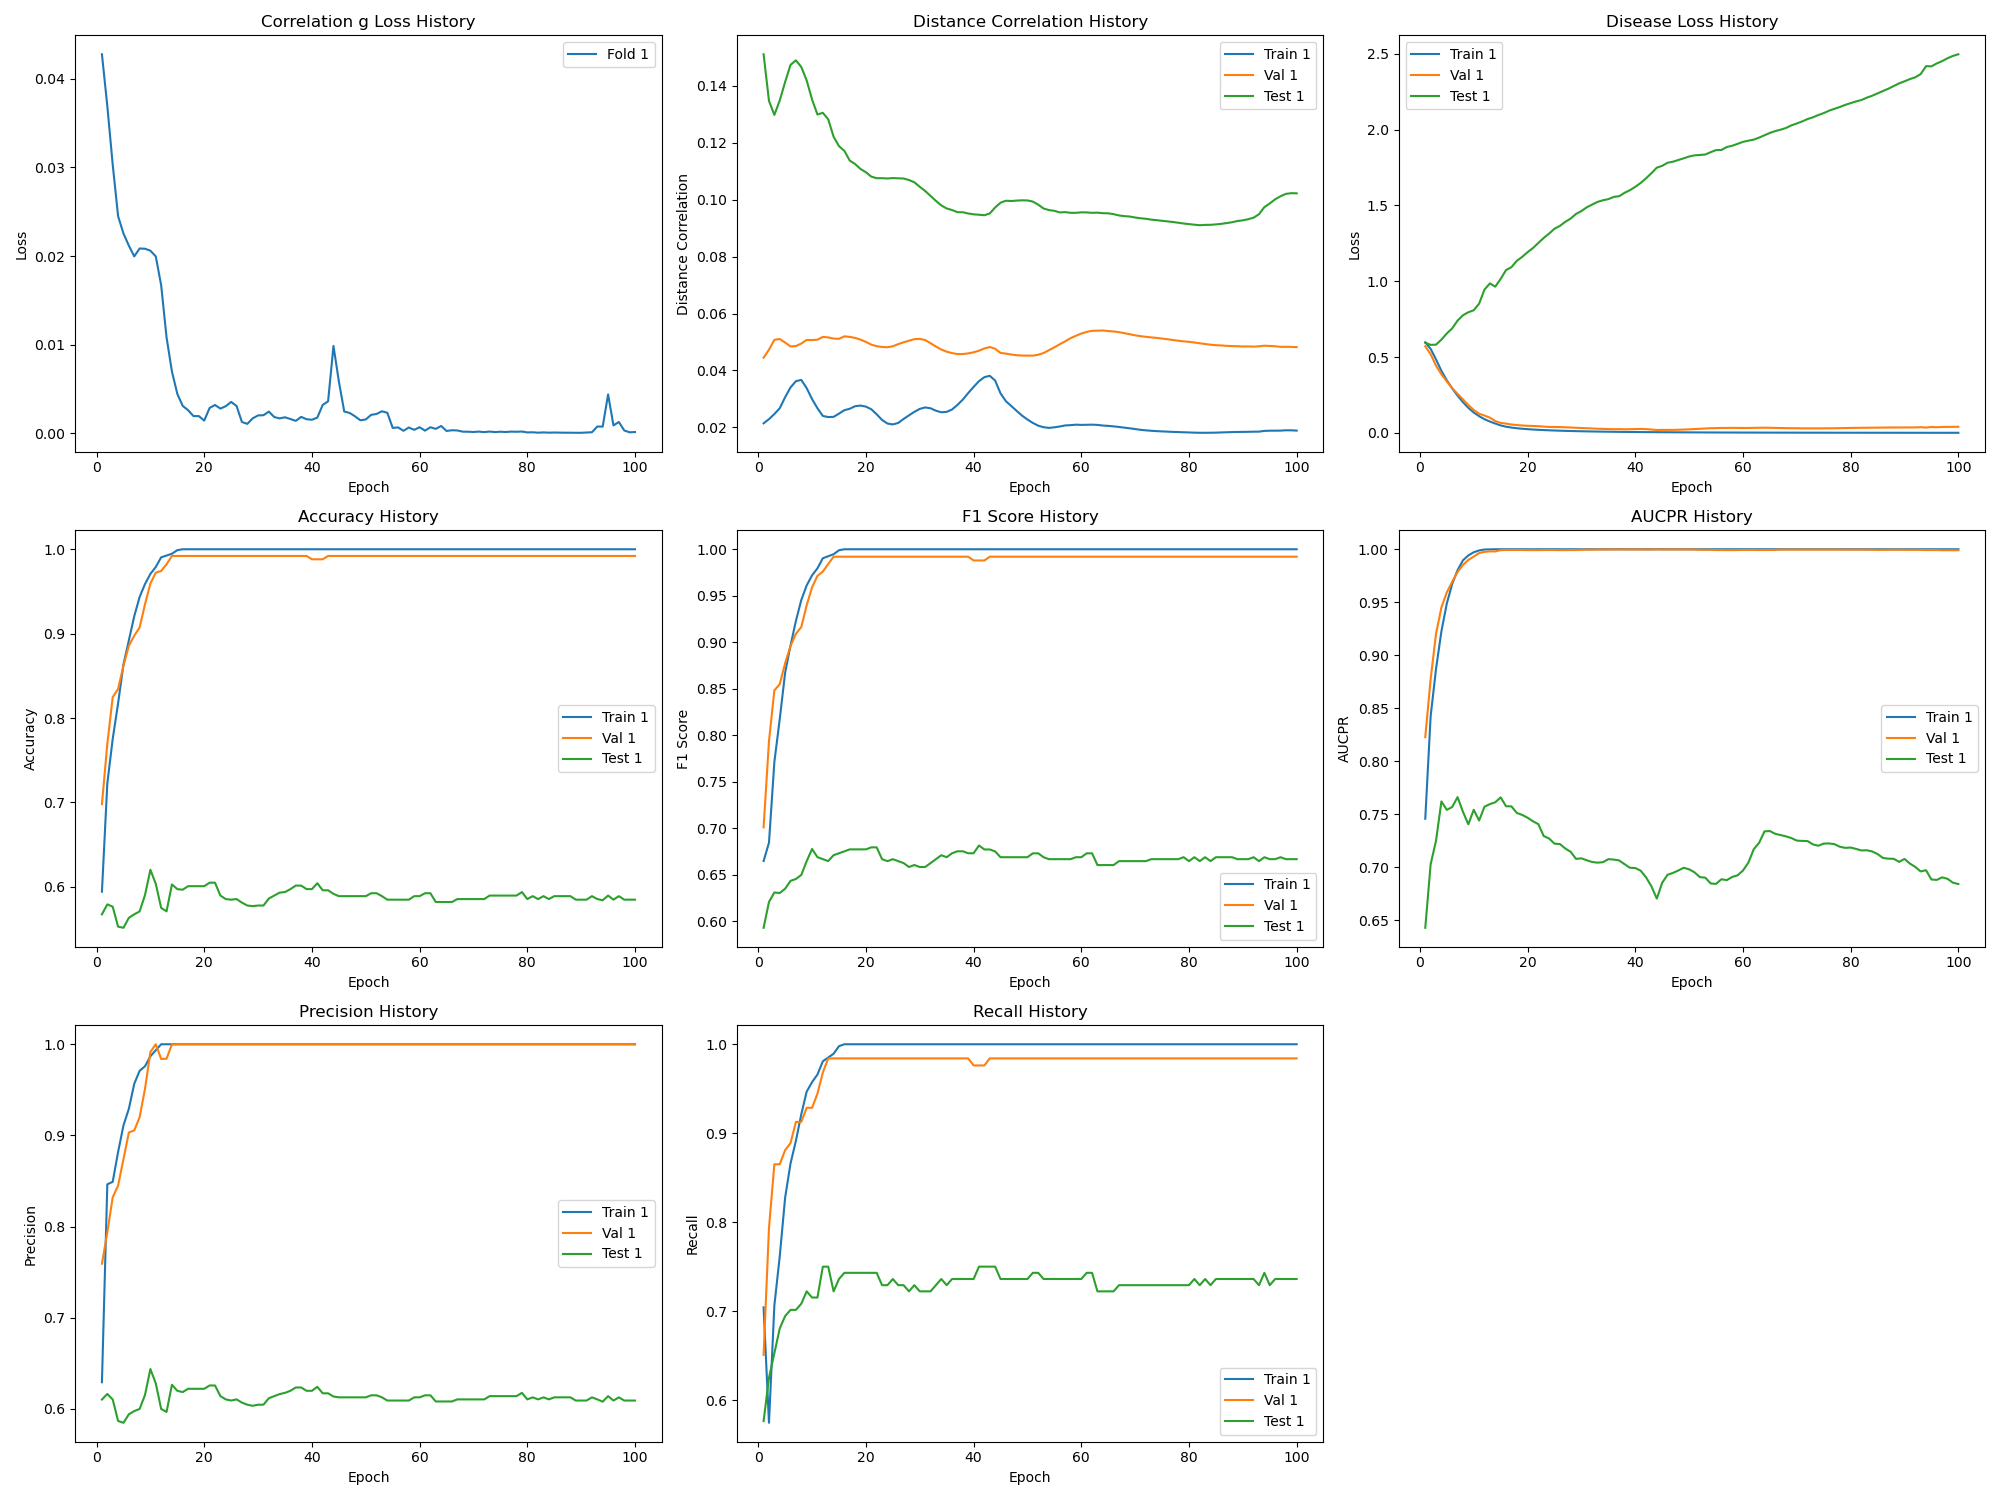 Correlation g Loss History
Loss
0.04
0.03
0.02
0.01
0.00
0 20 40 60 80 100
Epoch
Fold 1
Distance Correlation History
Distance Correlation
0.14
0.12
0.10
0.08
0.06
0.04
0.02
0 20 40 60 80 100
Epoch
Train 1
Val 1
Test 1
Disease Loss History
Loss
2.5
2.0
1.5
1.0
0.5
0.0
0 20 40 60 80 100
Epoch
Train 1
Val 1
Test 1
Accuracy History
Accuracy
1.0
0.9
0.8
0.7
0.6
0 20 40 60 80 100
Epoch
Train 1
Val 1
Test 1
F1 Score History
F1 Score
1.00
0.95
0.90
0.85
0.80
0.75
0.70
0.65
0.60
0 20 40 60 80 100
Epoch
Train 1
Val 1
Test 1
AUCPR History
AUCPR
1.00
0.95
0.90
0.85
0.80
0.75
0.70
0.65
0 20 40 60 80 100
Epoch
Train 1
Val 1
Test 1
Precision History
Precision
1.0
0.9
0.8
0.7
0.6
0 20 40 60 80 100
Epoch
Train 1
Val 1
Test 1
Recall History
Recall
1.0
0.9
0.8
0.7
0.6
0 20 40 60 80 100
Epoch
Train 1
Val 1
Test 1